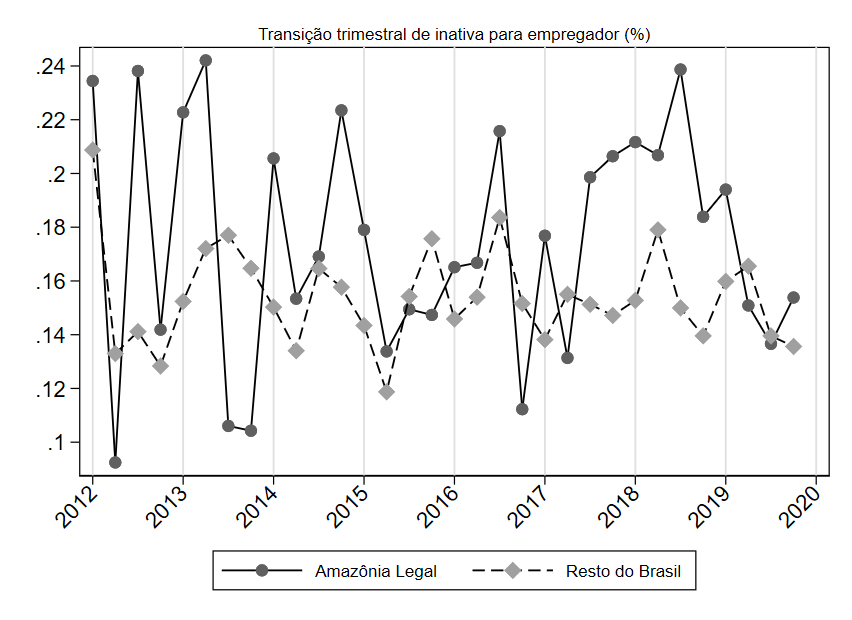 Transição trimestral de inativa para empregador (%)
.24
.22
.2
.18
.16
.14
.12
.1
2012 2013 2014 2015 2016 2017 2018 2019 2020
Amazônia Legal Resto do Brasil